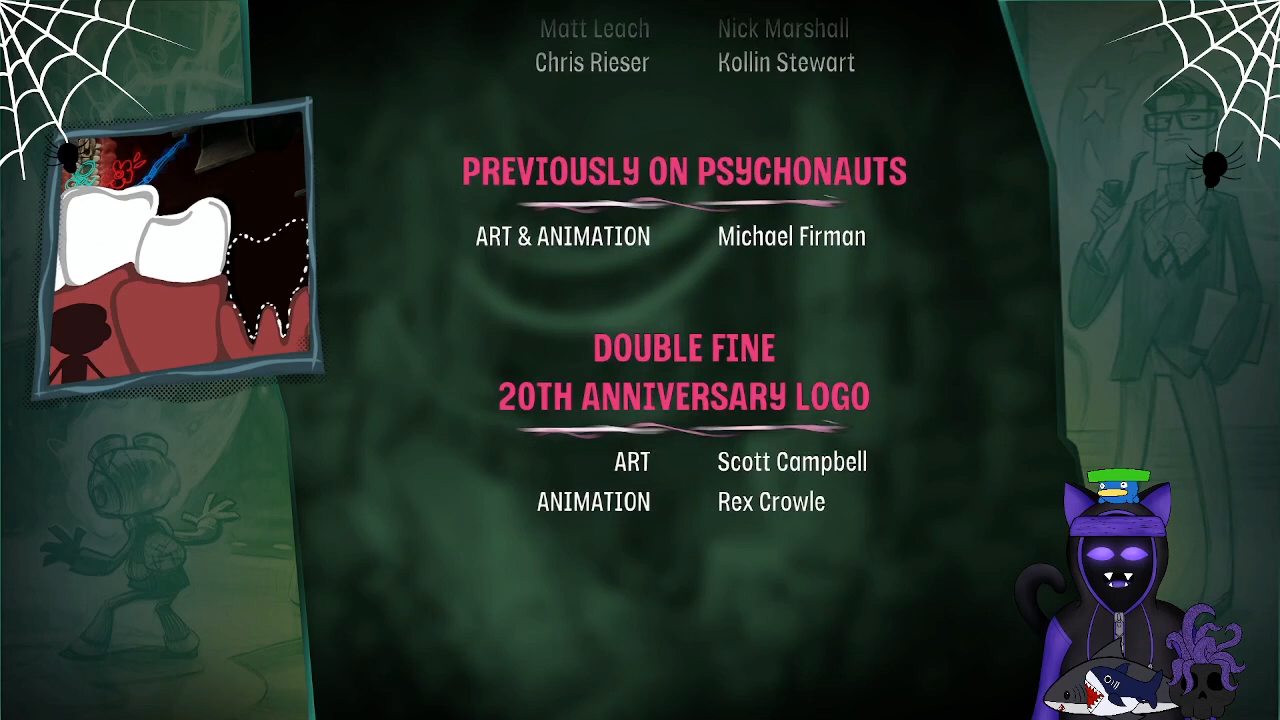 Matt Leach Nick Marshall
Chris Rieser Kollin Stewart
PREVIOUSLY ON PSYCHONAUTS
ART & ANIMATION Michael Firman
DOUBLE FINE
20TH ANNIVERSARY LOGO
ART Scott Campbell
ANIMATION Rex Crowle